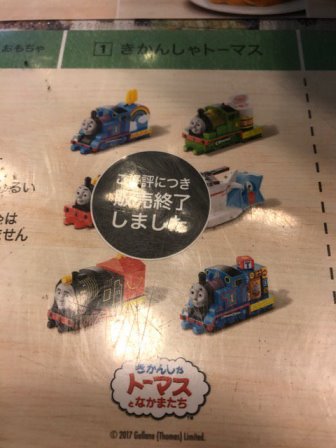 おもちゃ
1 きかんしゃトーマス
ご好評につき
販売終了
しました
きかんしゃ
トーマス
となかまたち
© 2017 Gullane (Thomas) Limited.